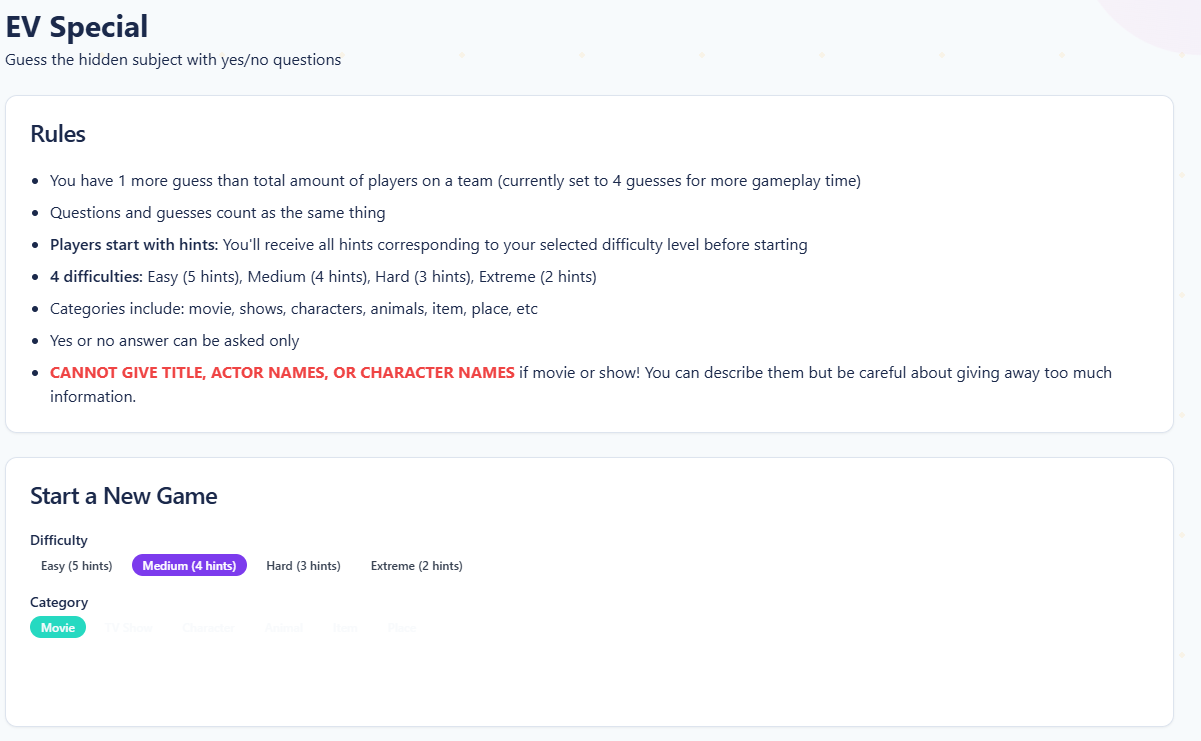 EV Special
Guess the hidden subject with yes/no questions
Rules
You have 1 more guess than total amount of players on a team (currently set to 4 guesses for more gameplay time)
Questions and guesses count as the same thing
Players start with hints: You'll receive all hints corresponding to your selected difficulty level before starting
4 difficulties: Easy (5 hints), Medium (4 hints), Hard (3 hints), Extreme (2 hints)
Categories include: movie, shows, characters, animals, item, place, etc
Yes or no answer can be asked only
CANNOT GIVE TITLE, ACTOR NAMES, OR CHARACTER NAMES if movie or show! You can describe them but be careful about giving away too much
information.
Start a New Game
Difficulty
Easy (5 hints) Medium (4 hints) Hard (3 hints) Extreme (2 hints)
Category
Movie TV Show Character Animal Item Place